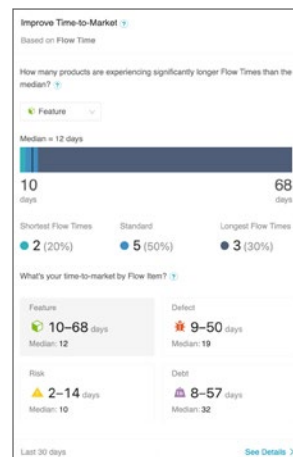 Improve Time-to-Market ?
Based on Flow Time
How many products are experiencing significantly longer Flow Times than the
median? ?
Feature
Median = 12 days
10 68
days days
Shortest Flow Times Standard Longest Flow Times
2 (20%) 5 (50%) 3 (30%)
What's your time-to-market by Flow Item? ?
Feature Defect
10–68 days 9–50 days
Median: 12 Median: 19
Risk Debt
2–14 days 8–57 days
Median: 10 Median: 32
Last 30 days See Details